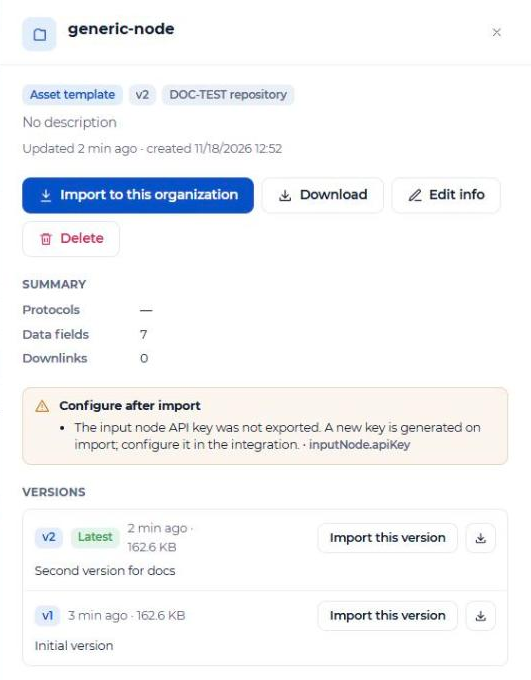 generic-node
Asset template v2 DOC-TEST repository
No description
Updated 2 min ago · created 11/18/2026 12:52
Import to this organization Download Edit info
Delete
SUMMARY
Protocols —
Data fields 7
Downlinks 0
Configure after import
• The input node API key was not exported. A new key is generated on
import; configure it in the integration. · inputNode.apiKey
VERSIONS
v2 Latest 2 min ago ·
162.6 KB Import this version
Second version for docs
v1 3 min ago · 162.6 KB Import this version
Initial version